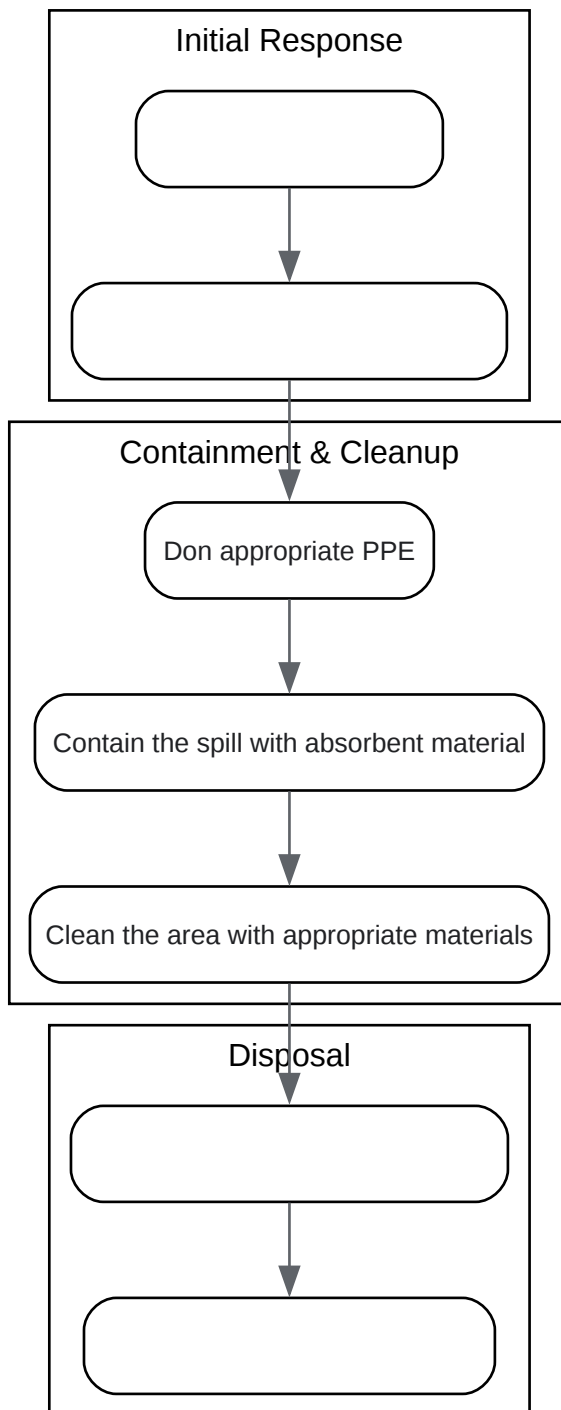 Initial Response
Containment & Cleanup
Don appropriate PPE
Contain the spill with absorbent material
Clean the area with appropriate materials
Disposal